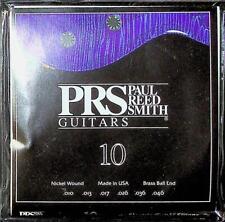 PRS PAUL
REED
SMITH
GUITARS
10
Nickel Wound Made in USA Brass Ball End
.010 .013 .017 .026 .036 .046